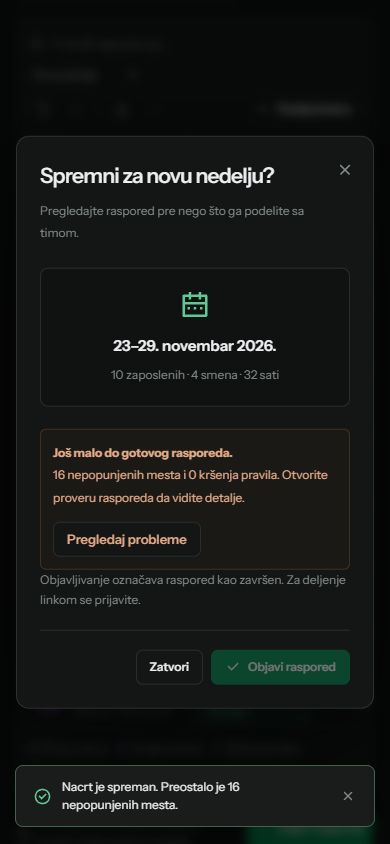 Spremni za novu nedelju?
Pregledajte raspored pre nego što ga podelite sa
timom.
23–29. novembar 2026.
10 zaposlenih · 4 smena · 32 sati
Još malo do gotovog rasporeda.
16 nepopunjenih mesta i 0 kršenja pravila. Otvorite
proveru rasporeda da vidite detalje.
Pregledaj probleme
Objavljivanje označava raspored kao završen. Za deljenje
linkom se prijavite.
Zatvori
Objavi raspored
Nacrt je spreman. Preostalo je 16
nepopunjenih mesta.